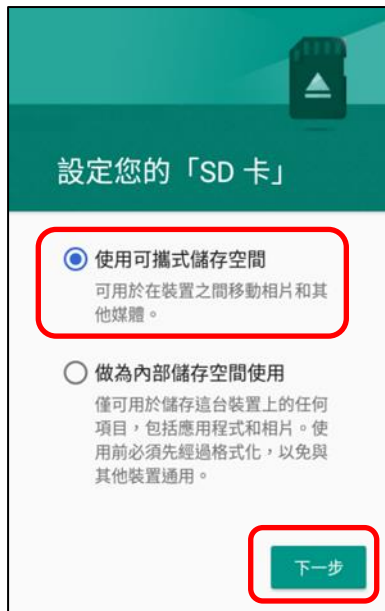 設定您的「SD 卡」
使用可攜式儲存空間
可用於在裝置之間移動相片和其
他媒體。
做為內部儲存空間使用
僅可用於儲存這台裝置上的任何
項目，包括應用程式和相片。使
用前必須先經過格式化，以免與
其他裝置通用。
下一步